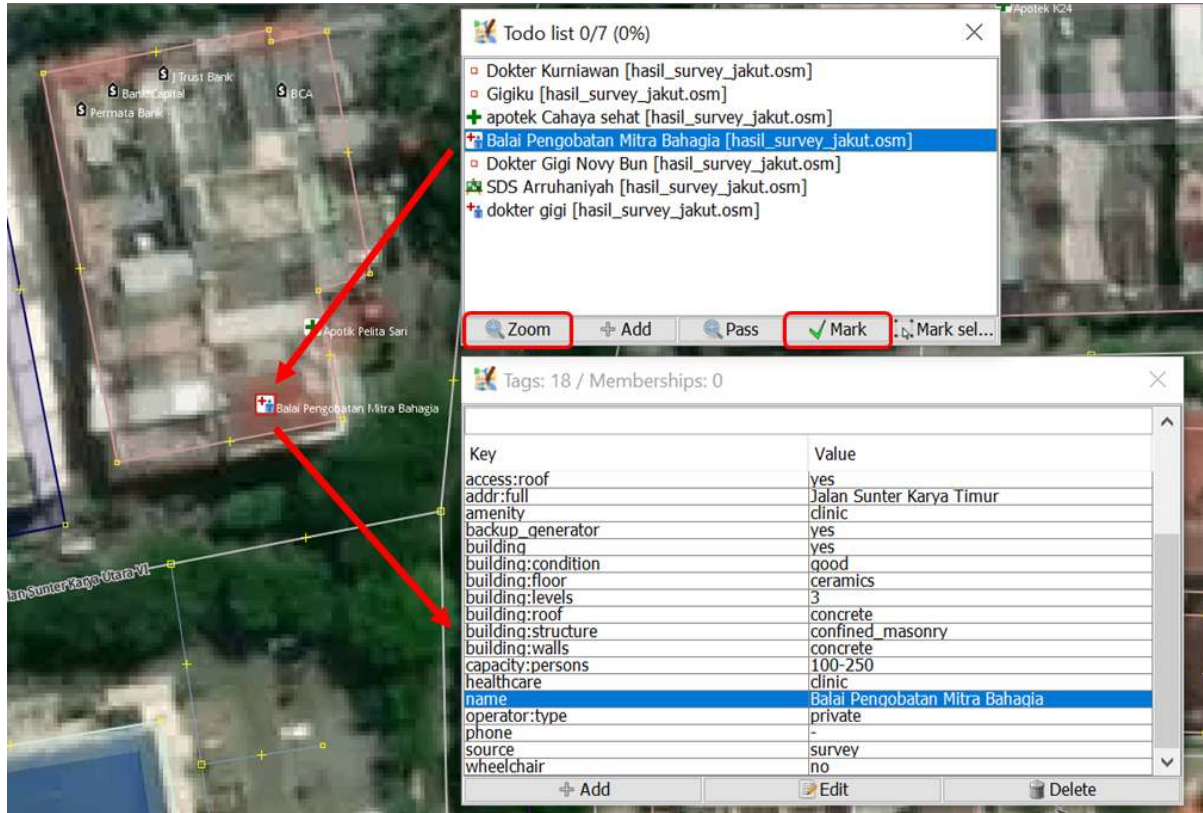 Apotek K24
J Trust Bank
Bank Capital
BCA
Permata Bank
Apotik Pelita Sari
Balai Pengobatan Mitra Bahagia
Jalan Sunter Karya Utara VI
Todo list 0/7 (0%)
Dokter Kurniawan [hasil_survey_jakut.osm]
Gigiku [hasil_survey_jakut.osm]
apotek Cahaya sehat [hasil_survey_jakut.osm]
Balai Pengobatan Mitra Bahagia [hasil_survey_jakut.osm]
Dokter Gigi Novy Bun [hasil_survey_jakut.osm]
SDS Arruhaniyah [hasil_survey_jakut.osm]
dokter gigi [hasil_survey_jakut.osm]
Zoom Add Pass Mark Mark sel...
Tags: 18 / Memberships: 0
Key Value
access:roof yes
addr:full Jalan Sunter Karya Timur
amenity clinic
backup_generator yes
building yes
building:condition good
building:floor ceramics
building:levels 3
building:roof concrete
building:structure confined_masonry
building:walls concrete
capacity:persons 100-250
healthcare clinic
name Balai Pengobatan Mitra Bahagia
operator:type private
phone -
source survey
wheelchair no
Add Edit Delete